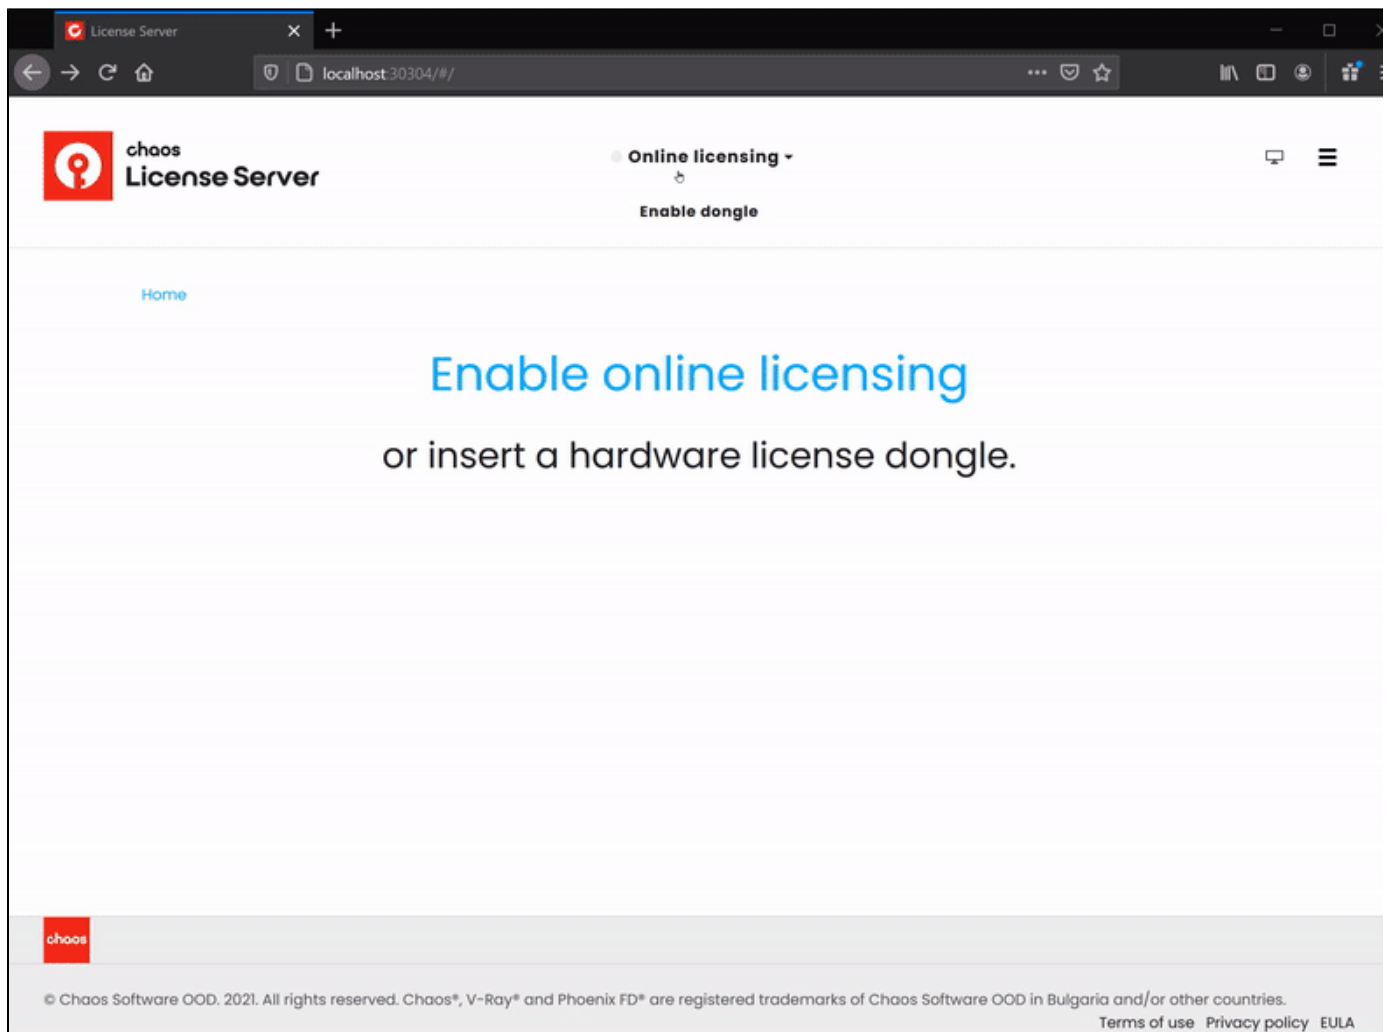 License Server
localhost:30304/#/
chaos
License Server
Online licensing
Enable dongle
Home
Enable online licensing
or insert a hardware license dongle.
chaos
© Chaos Software OOD. 2021. All rights reserved. Chaos®, V-Ray® and Phoenix FD® are registered trademarks of Chaos Software OOD in Bulgaria and/or other countries.
Terms of use Privacy policy EULA